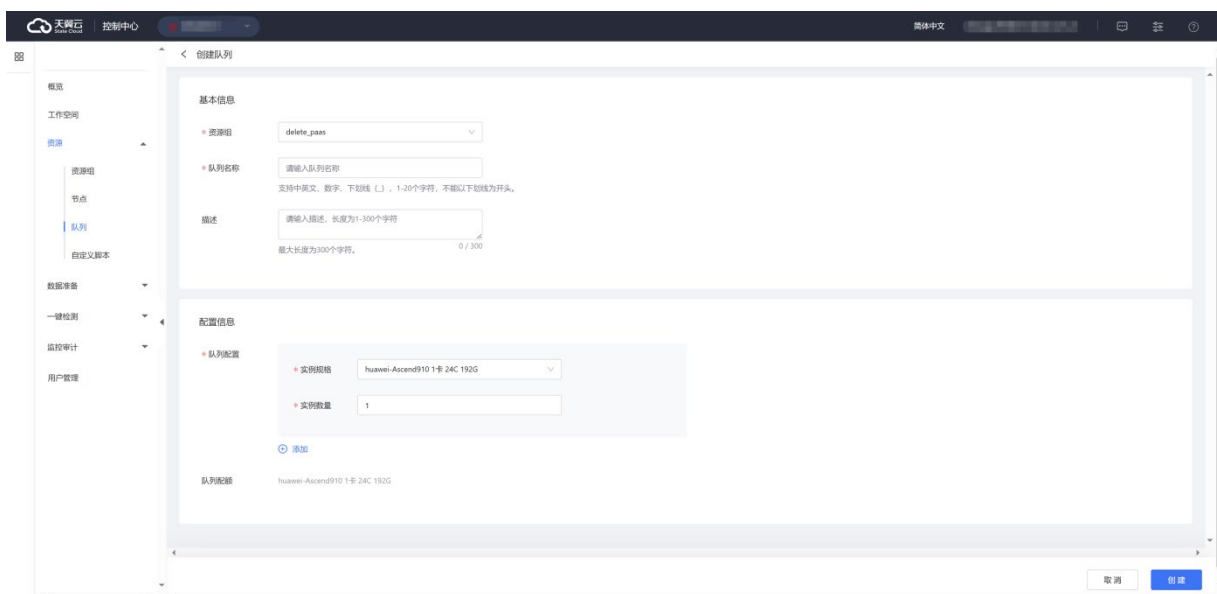 天翼云 State Cloud 控制中心 简体中文
创建队列
概览
工作空间
资源
资源组
节点
队列
自定义脚本
数据准备
一键检测
监控审计
用户管理
基本信息
* 资源组 delete_paas
* 队列名称 请输入队列名称
支持中英文、数字、下划线（_），1-20个字符，不能以下划线为开头。
描述 请输入描述，长度为1-300个字符
最大长度为300个字符。 0 / 300
配置信息
* 队列配置
* 实例规格 huawei-Ascend910 1卡 24C 192G
* 实例数量 1
添加
队列配额 huawei-Ascend910 1卡 24C 192G
取消 创建